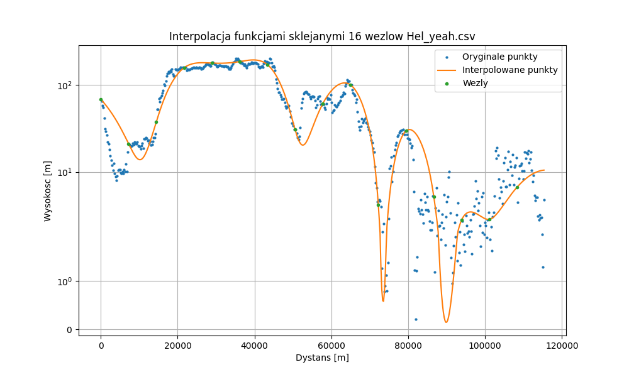 Interpolacja funkcjami sklejanymi 16 wezlow Hel_yeah.csv
Oryginale punkty
Interpolowane punkty
Wezly
Wysokosc [m]
10²
10¹
10⁰
0
0
20000
40000
60000
80000
100000
120000
Dystans [m]